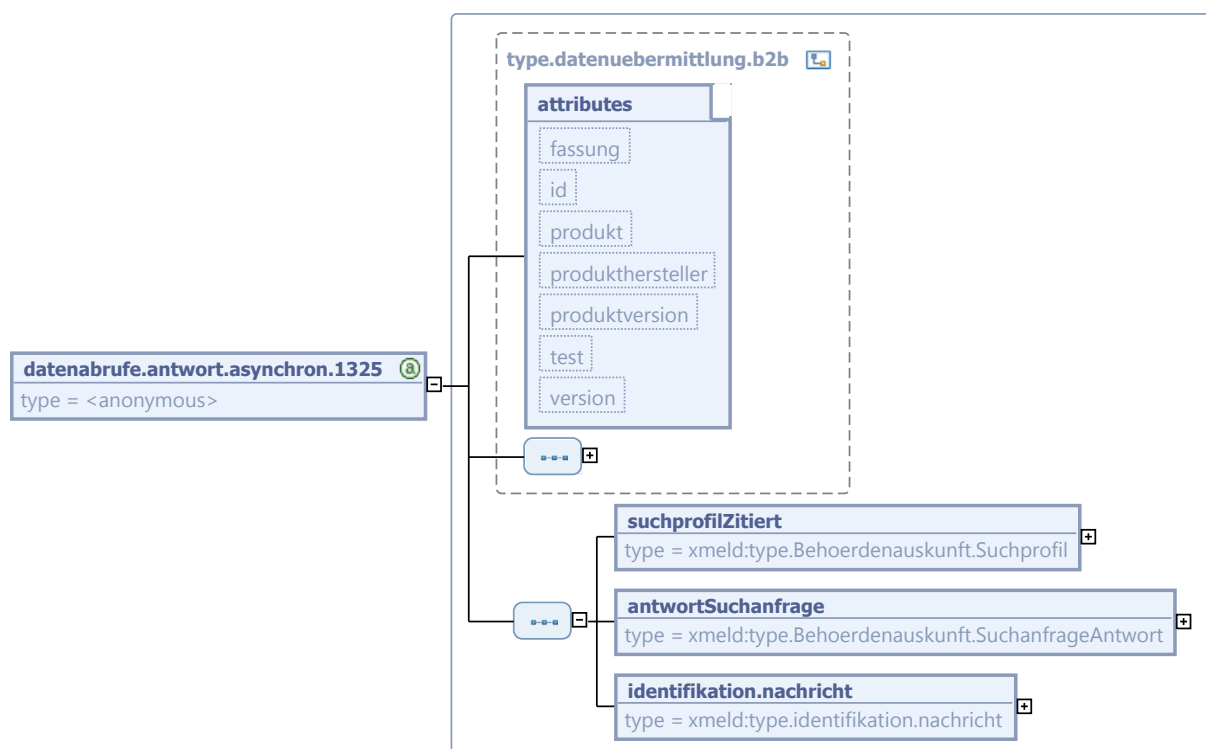 type.datenuebermittlung.b2b
attributes
fassung
id
produkt
produkthersteller
produktversion
test
version
datenabrufe.antwort.asynchron.1325 a
type = <anonymous>
suchprofilZitiert
type = xmeld:type.Behoerdenauskunft.Suchprofil
antwortSuchanfrage
type = xmeld:type.Behoerdenauskunft.SuchanfrageAntwort
identifikation.nachricht
type = xmeld:type.identifikation.nachricht